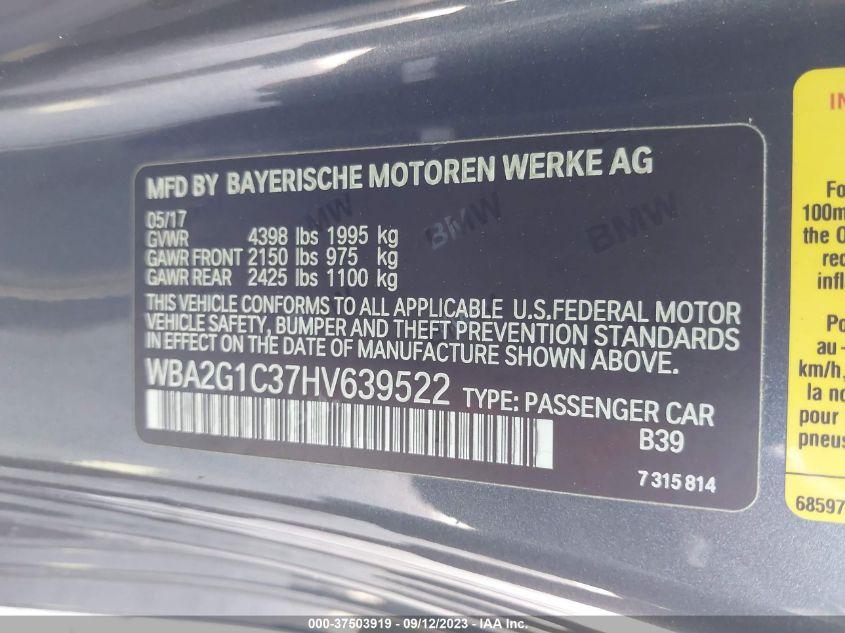 MFD BY BAYERISCHE MOTOREN WERKE AG
05/17
GVWR 4398 lbs 1995 kg
GAWR FRONT 2150 lbs 975 kg
GAWR REAR 2425 lbs 1100 kg
THIS VEHICLE CONFORMS TO ALL APPLICABLE U.S.FEDERAL MOTOR
VEHICLE SAFETY, BUMPER AND THEFT PREVENTION STANDARDS
IN EFFECT ON THE DATE OF MANUFACTURE SHOWN ABOVE.
WBA2G1C37HV639522 TYPE: PASSENGER CAR
B39
7 315 814
BMW
BMW
BMW
IN
Fo
100m
the O
rec
infl
Po
au -
km/h,
la no
pour
pneus
68597
000-37503919 - 09/12/2023 - IAA Inc.